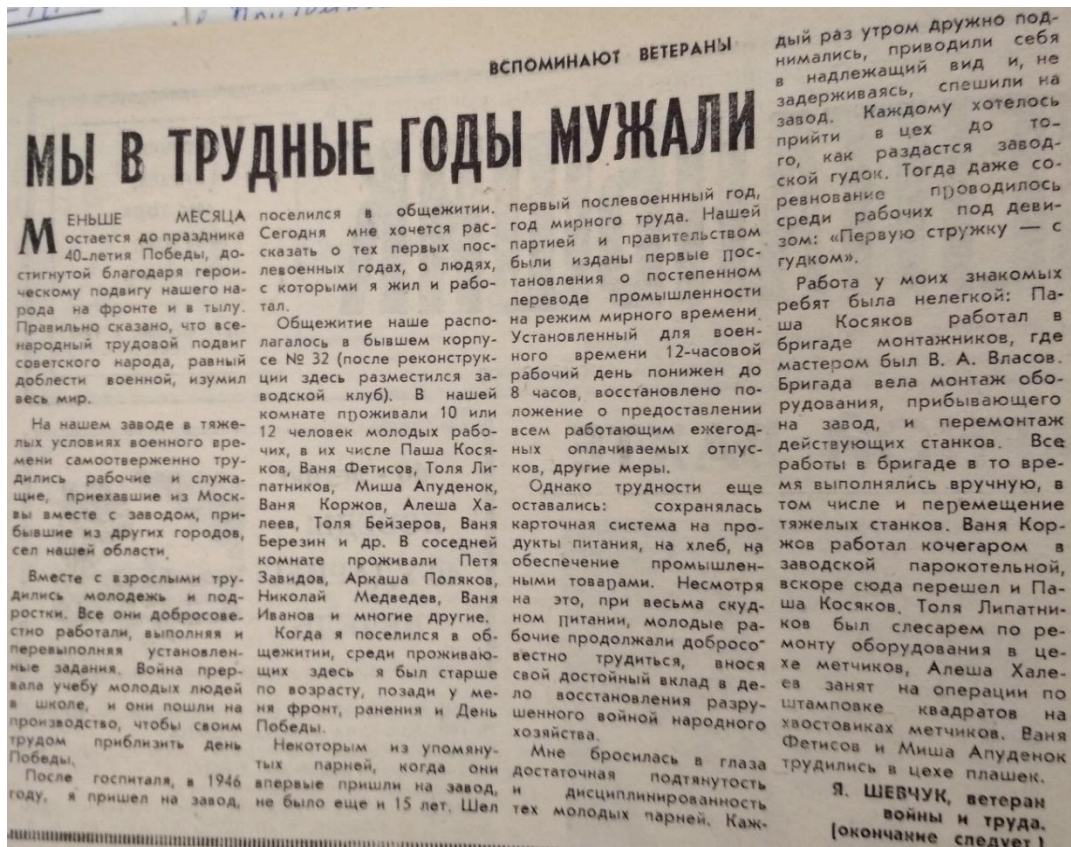 ВСПОМИНАЮТ ВЕТЕРАНЫ
МЫ В ТРУДНЫЕ ГОДЫ МУЖАЛИ
МЕНЬШЕ МЕСЯЦА
остается до праздника
40-летия Победы, до-
стигнутой благодаря герои-
ческому подвигу нашего на-
рода на фронте и в тылу.
Правильно сказано, что все-
народный трудовой подвиг
советского народа, равный
доблести военной, изумил
весь мир.
На нашем заводе в тяже-
лых условиях военного вре-
мени самоотверженно тру-
дились рабочие и служа-
щие, приехавшие из Моск-
вы вместе с заводом, при-
бывшие из других городов,
сел нашей области.
Вместе с взрослыми тру-
дились молодежь и под-
ростки. Все они добросове-
стно работали, выполняя и
перевыполняя установлен-
ные задания. Война прер-
вала учебу молодых людей
в школе, и они пошли на
производство, чтобы своим
трудом приблизить день
Победы.
После госпиталя, в 1946
году, я пришел на завод,
поселился в общежитии.
Сегодня мне хочется рас-
сказать о тех первых пос-
левоенных годах, о людях,
с которыми я жил и рабо-
тал.
Общежитие наше распо-
лагалось в бывшем корпу-
се № 32 (после реконструк-
ции здесь разместился за-
водской клуб). В нашей
комнате проживали 10 или
12 человек молодых рабо-
чих, в их числе Паша Кося-
ков, Ваня Фетисов, Толя Ли-
патников, Миша Апуденок,
Ваня Коржов, Алеша Ха-
леев, Толя Бейзеров, Ваня
Березин и др. В соседней
комнате проживали Петя
Завидов, Аркаша Поляков,
Николай Медведев, Ваня
Иванов и многие другие.
Когда я поселился в об-
щежитии, среди проживаю-
щих здесь я был старше
по возрасту, позади у ме-
ня фронт, ранения и День
Победы.
Некоторым из упомяну-
тых парней, когда они
впервые пришли на завод,
не было еще и 15 лет. Шел
первый послевоеннный год,
год мирного труда. Нашей
партией и правительством
были изданы первые пос-
тановления о постепенном
переводе промышленности
на режим мирного времени.
Установленный для воен-
ного времени 12-часовой
рабочий день понижен до
8 часов, восстановлено по-
ложение о предоставлении
всем работающим ежегод-
ных оплачиваемых отпус-
ков, другие меры.
Однако трудности еще
оставались: сохранялась
карточная система на про-
дукты питания, на хлеб, на
обеспечение промышлен-
ными товарами. Несмотря
на это, при весьма скуд-
ном питании, молодые ра-
бочие продолжали добросо-
вестно трудиться, внося
свой достойный вклад в де-
ло восстановления разру-
шенного войной народного
хозяйства.
Мне бросилась в глаза
достаточная подтянутость
и дисциплинированность
тех молодых парней. Каж-
дый раз утром дружно под-
нимались, приводили себя
в надлежащий вид и, не
задерживаясь, спешили на
завод. Каждому хотелось
прийти в цех до то-
го, как раздастся завод-
ской гудок. Тогда даже со-
ревнование проводилось
среди рабочих под деви-
зом: «Первую стружку — с
гудком».
Работа у моих знакомых
ребят была нелегкой: Па-
ша Косяков работал в
бригаде монтажников, где
мастером был В. А. Власов.
Бригада вела монтаж обо-
рудования, прибывающего
на завод, и перемонтаж
действующих станков. Все
работы в бригаде в то вре-
мя выполнялись вручную, в
том числе и перемещение
тяжелых станков. Ваня Кор-
жов работал кочегаром в
заводской парокотельной,
вскоре сюда перешел и Па-
ша Косяков. Толя Липатни-
ков был слесарем по ре-
монту оборудования в це-
хе метчиков, Алеша Хале-
ев занят на операции по
штамповке квадратов на
хвостовиках метчиков. Ваня
Фетисов и Миша Апуденок
трудились в цехе плашек.
Я. ШЕВЧУК, ветеран
войны и труда.
(окончание следует.)